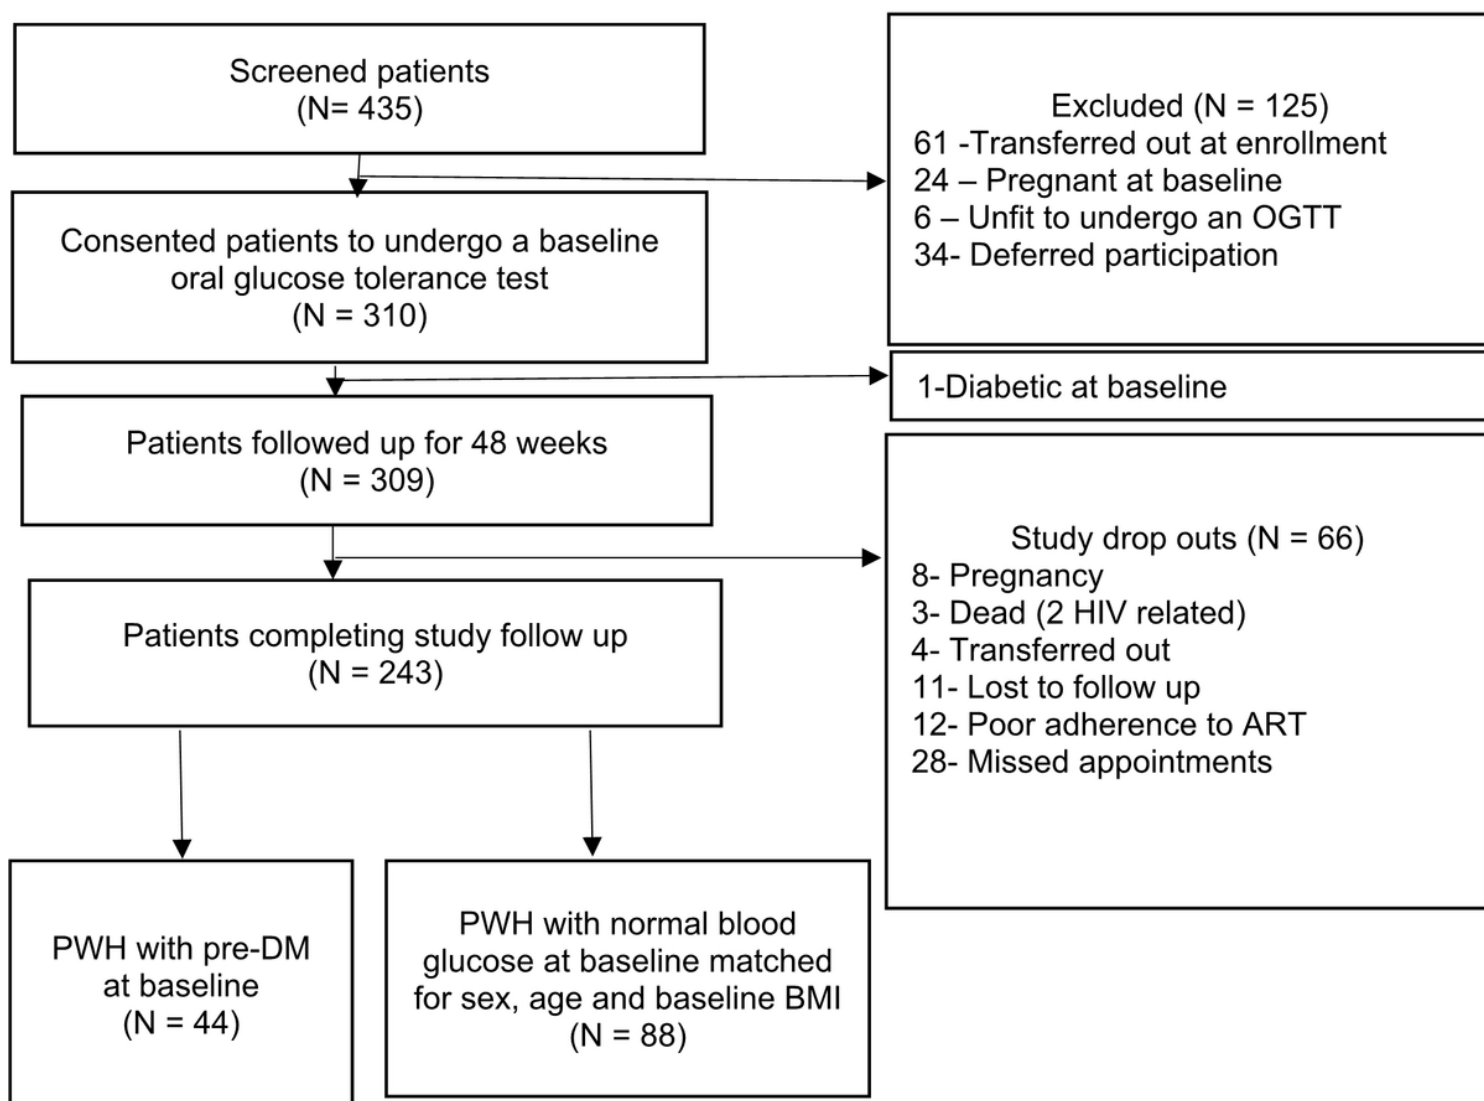 Screened patients
(N= 435)
Excluded (N = 125)
61 -Transferred out at enrollment
24 – Pregnant at baseline
6 – Unfit to undergo an OGTT
34- Deferred participation
Consented patients to undergo a baseline
oral glucose tolerance test
(N = 310)
1-Diabetic at baseline
Patients followed up for 48 weeks
(N = 309)
Study drop outs (N = 66)
8- Pregnancy
3- Dead (2 HIV related)
4- Transferred out
11- Lost to follow up
12- Poor adherence to ART
28- Missed appointments
Patients completing study follow up
(N = 243)
PWH with pre-DM
at baseline
(N = 44)
PWH with normal blood
glucose at baseline matched
for sex, age and baseline BMI
(N = 88)